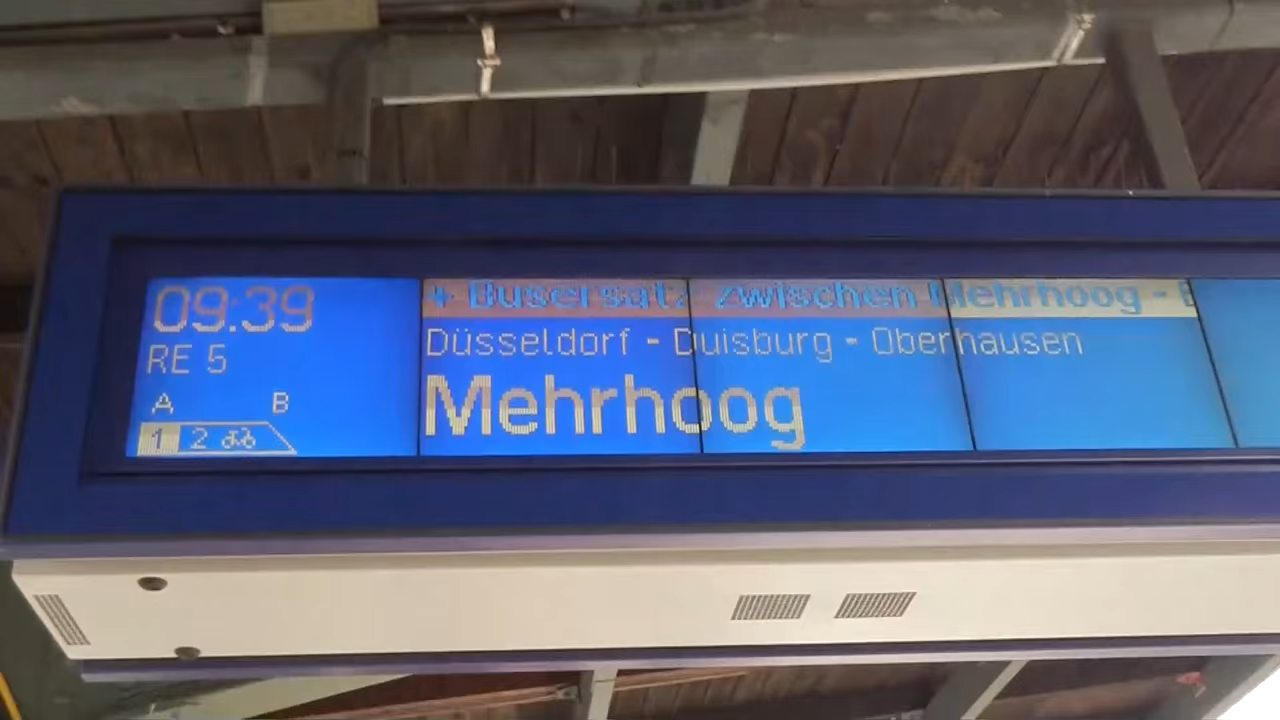 09:39
+ Busersatz zwischen Mehrhoog -
RE 5
Düsseldorf - Duisburg - Oberhausen
Mehrhoog
A B
1 2